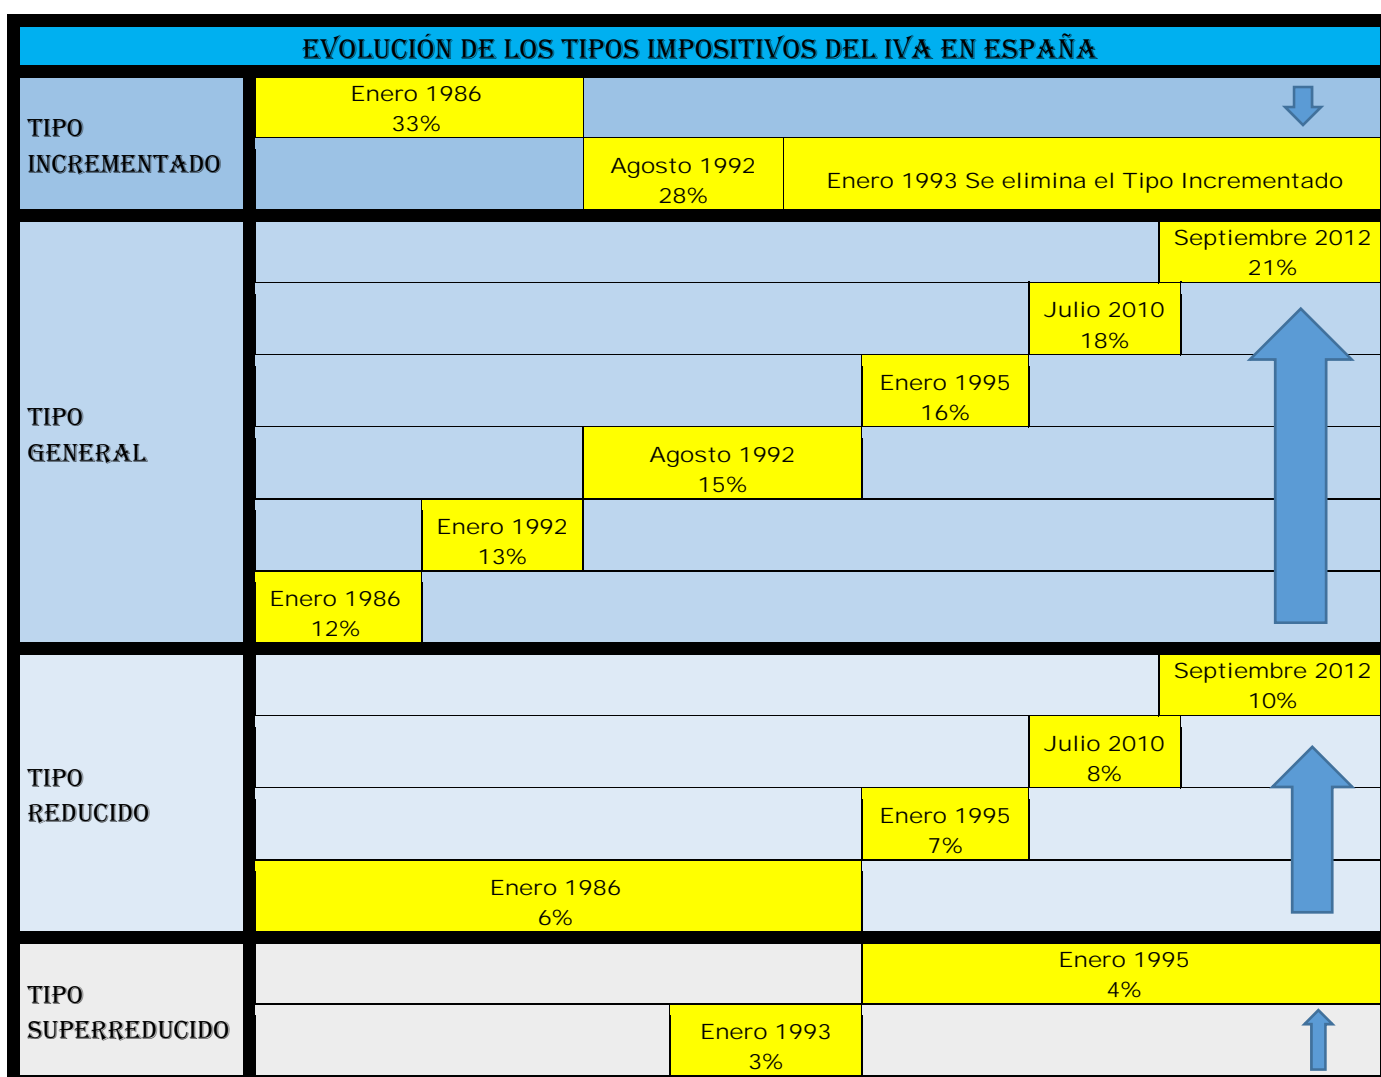 EVOLUCIÓN DE LOS TIPOS IMPOSITIVOS DEL IVA EN ESPAÑA
TIPO
INCREMENTADO
Enero 1986
33%
Agosto 1992
28%
Enero 1993 Se elimina el Tipo Incrementado
TIPO
GENERAL
Septiembre 2012
21%
Julio 2010
18%
Enero 1995
16%
Agosto 1992
15%
Enero 1992
13%
Enero 1986
12%
TIPO
REDUCIDO
Septiembre 2012
10%
Julio 2010
8%
Enero 1995
7%
Enero 1986
6%
TIPO
SUPERREDUCIDO
Enero 1995
4%
Enero 1993
3%